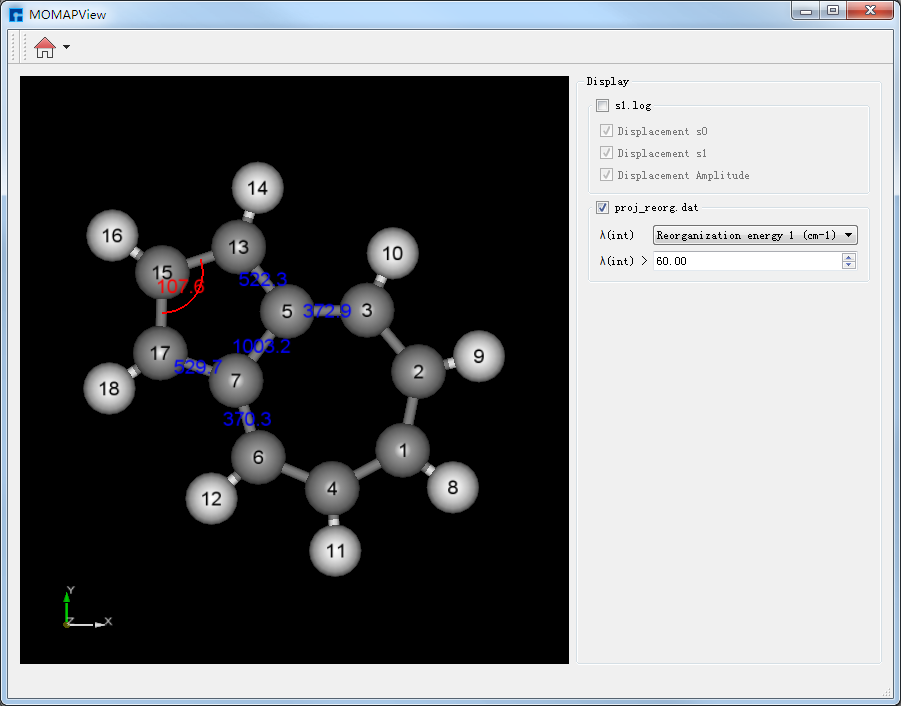 MOMAPView
Display
s1.log
Displacement s0
Displacement s1
Displacement Amplitude
proj_reorg.dat
λ(int) Reorganization energy 1 (cm-1)
λ(int) > 60.00
14
16
13
10
15
522.3
107.6
5
372.9
3
1003.2
17
9
529.7
2
7
18
370.3
1
6
8
4
12
11
Y
Z
X